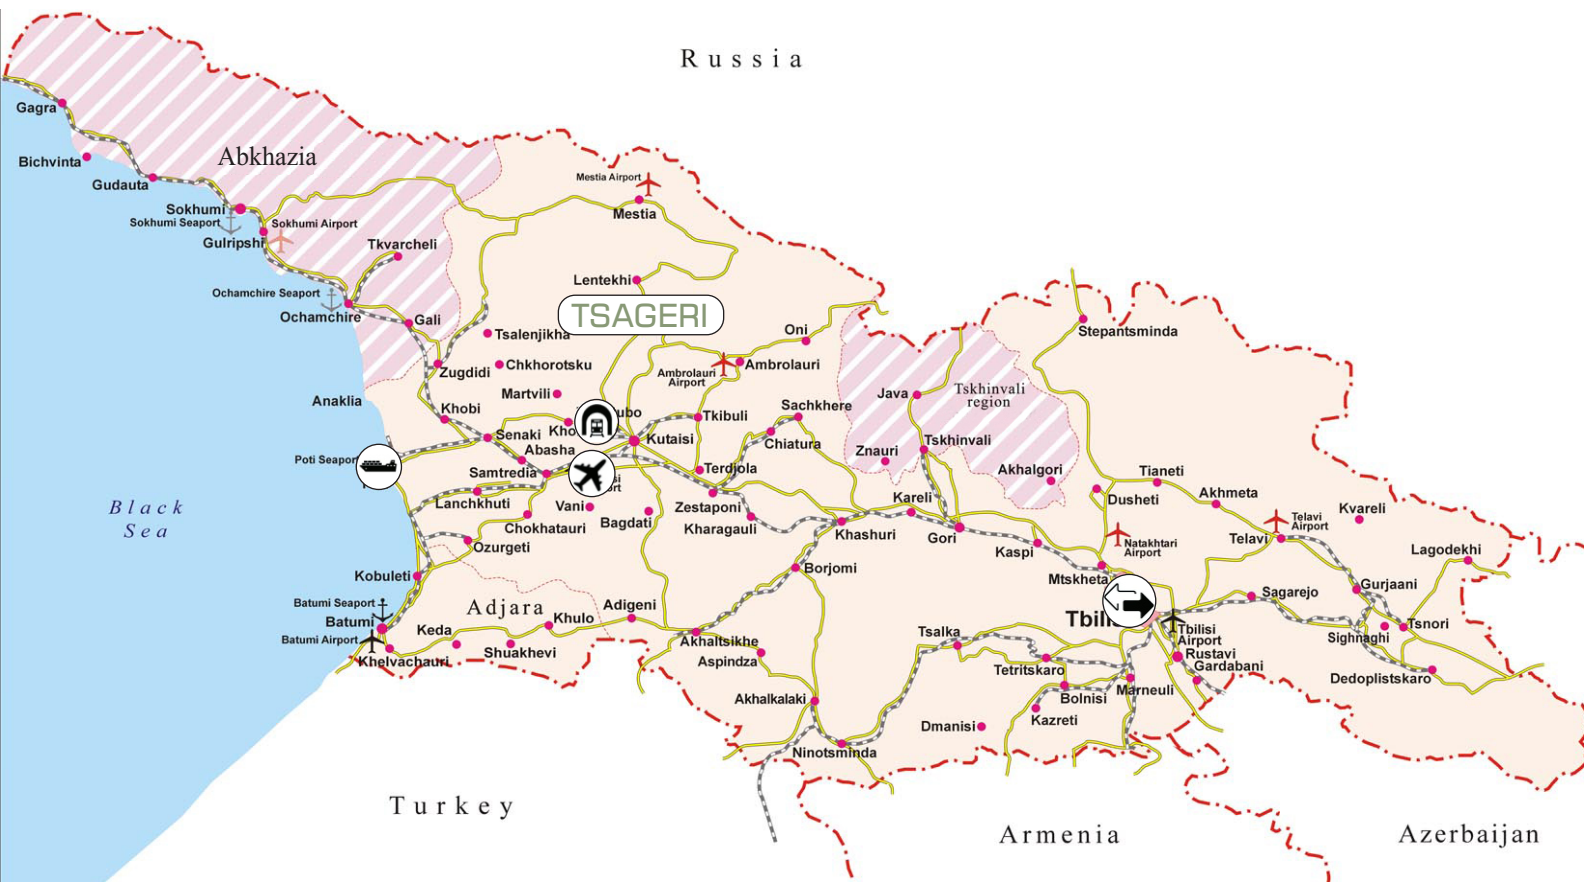 Russia
Gagra
Bichvinta
Abkhazia
Gudauta
Sokhumi
Sokhumi Seaport
Sokhumi Airport
Gulripshi
Tkvarcheli
Mestia Airport
Mestia
Ochamchire Seaport
Ochamchire
Gali
Lentekhi
TSAGERI
Tsalenjikha
Oni
Stepantsminda
Zugdidi
Chkhorotsku
Ambrolauri
Ambrolauri
Airport
Martvili
Java
Tskhinvali
region
Anaklia
Khobi
Tkibuli
Sachkhere
Senaki
Kutaisi
Chiatura
Tskhinvali
Znauri
Abasha
Poti Seaport
Samtredia
Terdjola
Akhalgori
Tianeti
Dusheti
Akhmeta
Lanchkhuti
Vani
Bagdati
Zestaponi
Kareli
Kvareli
Black
Sea
Chokhatauri
Kharagauli
Khashuri
Gori
Kaspi
Natakhtari
Airport
Telavi
Airport
Telavi
Lagodekhi
Ozurgeti
Kobuleti
Borjomi
Mtskheta
Gurjaani
Sagarejo
Batumi Seaport
Batumi
Batumi Airport
Adjara
Khulo
Adigeni
Keda
Shuakhevi
Khelvachauri
Akhaltsikhe
Aspindza
Tsalka
Tbilisi
Airport
Rustavi
Gardabani
Sighnaghi
Tsnori
Tetritskaro
Bolnisi
Marneuli
Dedoplistskaro
Akhalkalaki
Dmanisi
Kazreti
Ninotsminda
Turkey
Armenia
Azerbaijan